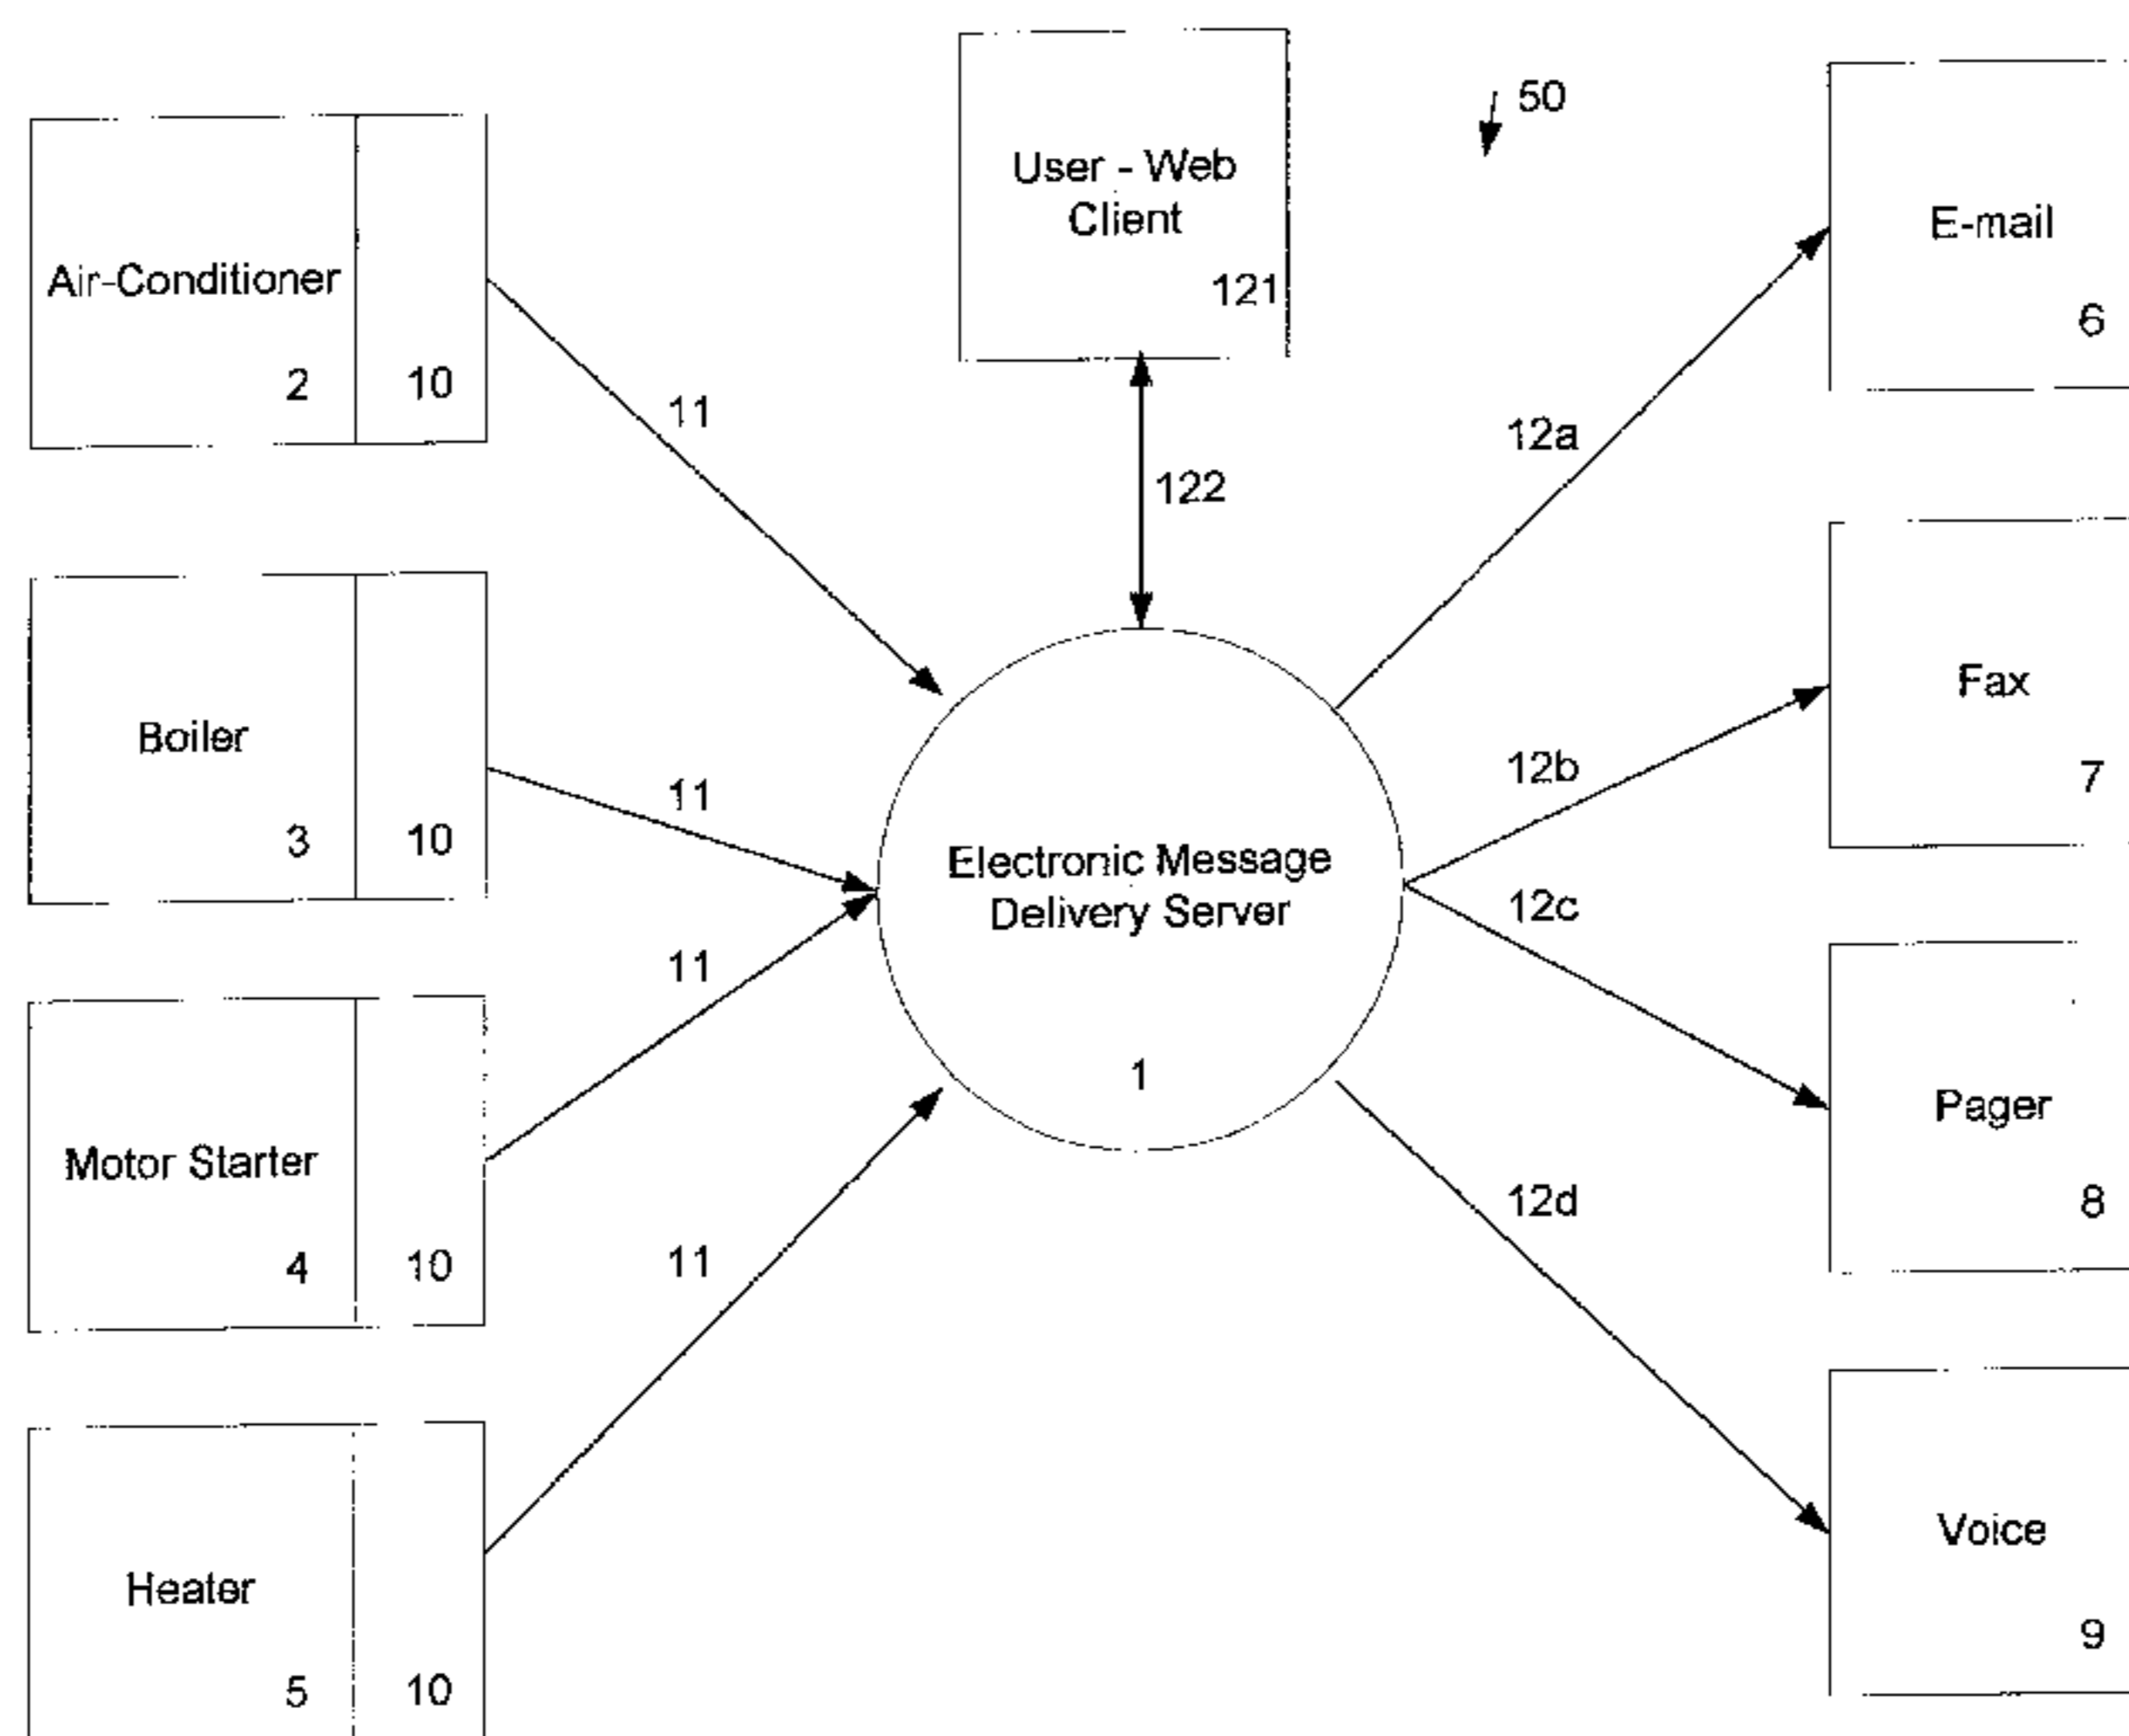 50
User - Web
Client
121
122
Air-Conditioner
2
10
11
Boiler
3
10
11
Motor Starter
4
10
11
Heater
5
10
11
Electronic Message
Delivery Server
1
12a
E-mail
6
12b
Fax
7
12c
Pager
8
12d
Voice
9